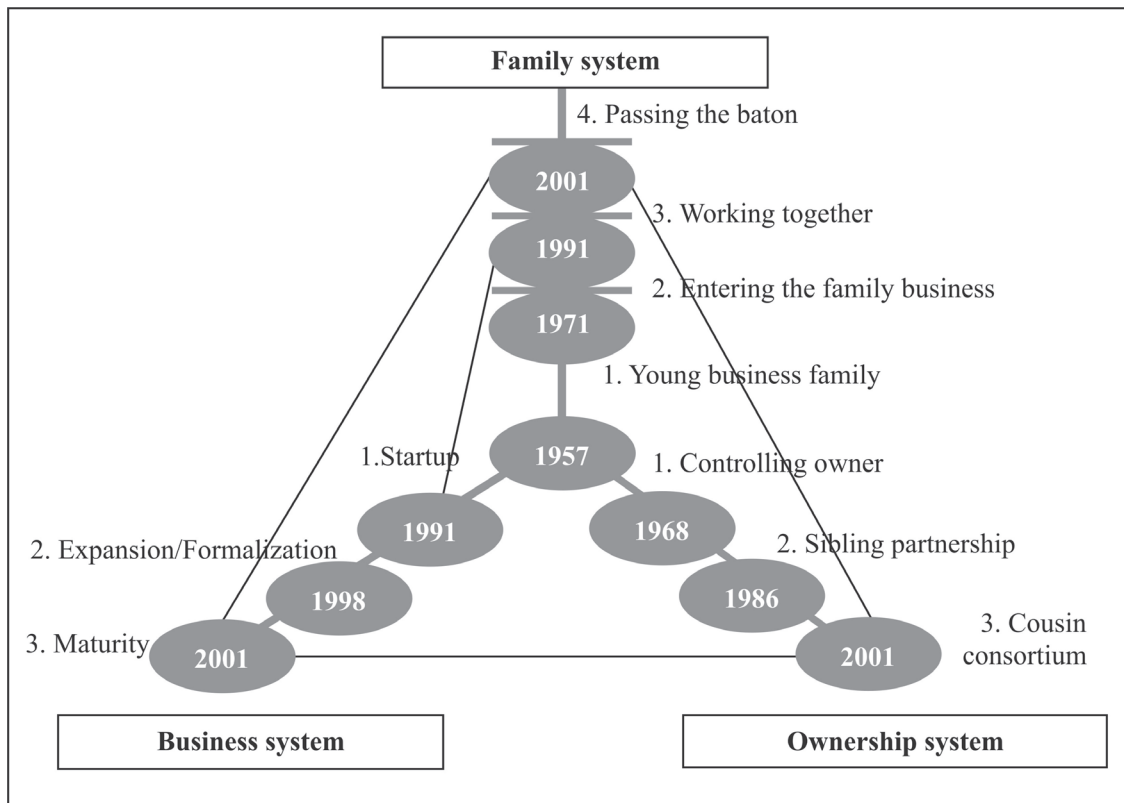 Family system
4. Passing the baton
2001
3. Working together
1991
2. Entering the family business
1971
1. Young business family
1957
1.Startup
1. Controlling owner
1991
1968
2. Expansion/Formalization
2. Sibling partnership
1998
1986
3. Maturity
2001
2001
3. Cousin
consortium
Business system
Ownership system